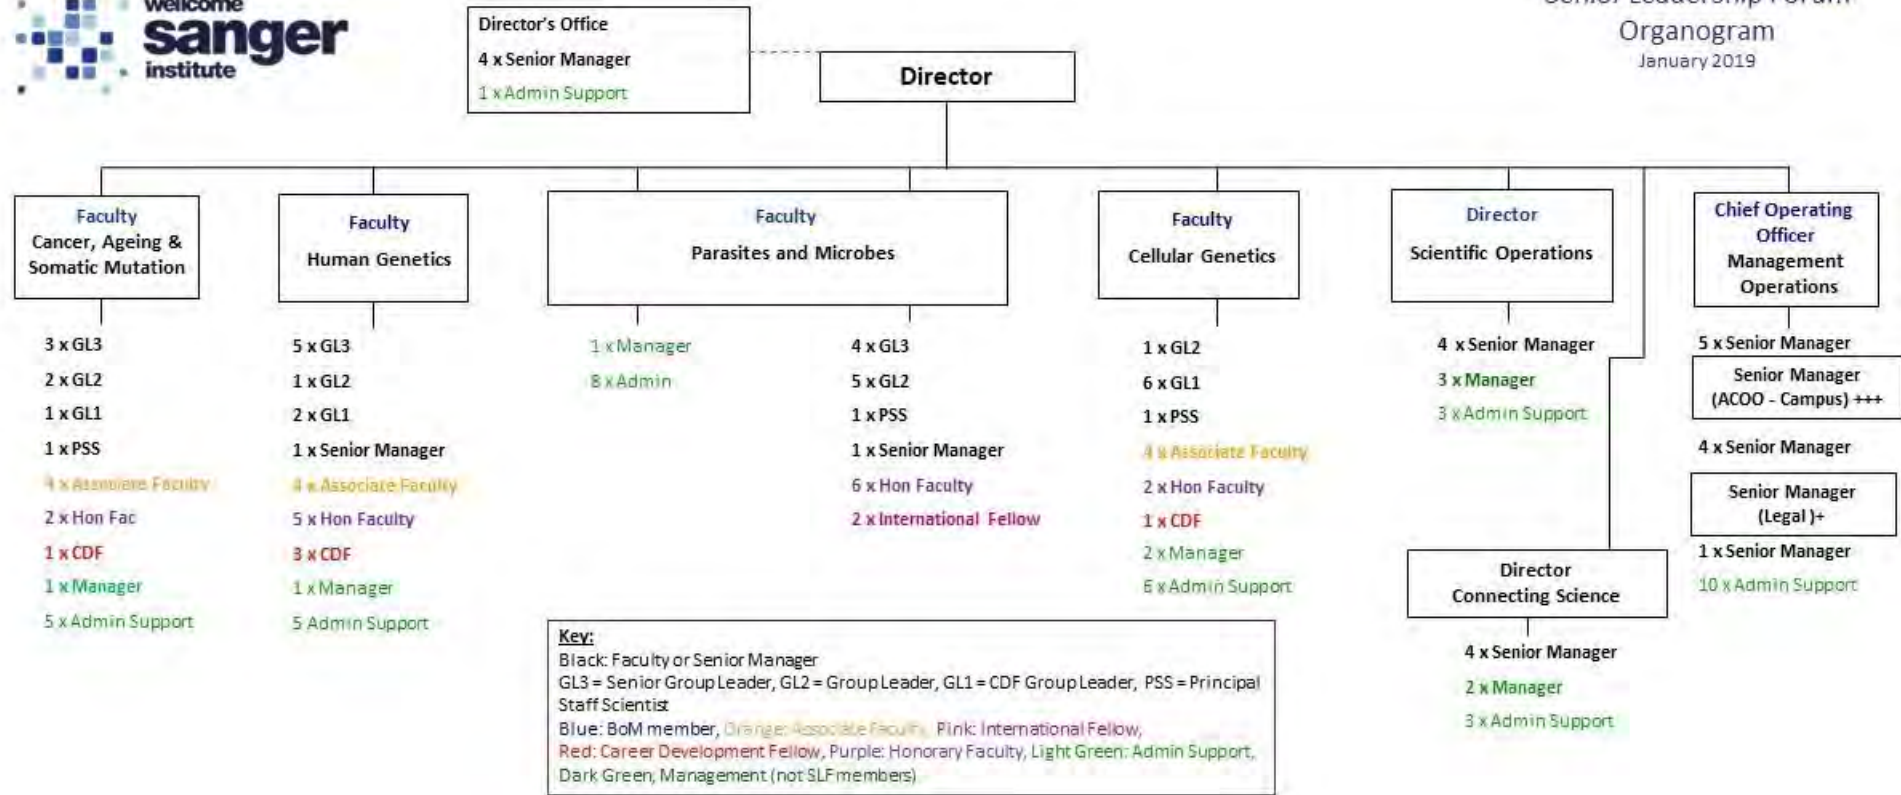 wellcome
sanger
institute
Director's Office
4 x Senior Manager
1 x Admin Support
Director
Senior Leadership Forum
Organogram
January 2019
Faculty
Cancer, Ageing &
Somatic Mutation
3 x GL3
2 x GL2
1 x GL1
1 x PSS
4 x Associate Faculty
2 x Hon Fac
1 x CDF
1 x Manager
5 x Admin Support
Faculty
Human Genetics
5 x GL3
1 x GL2
2 x GL1
1 x Senior Manager
4 x Associate Faculty
5 x Hon Faculty
3 x CDF
1 x Manager
5 Admin Support
Faculty
Parasites and Microbes
1 x Manager
8 x Admin
4 x GL3
5 x GL2
1 x PSS
1 x Senior Manager
6 x Hon Faculty
2 x International Fellow
Faculty
Cellular Genetics
1 x GL2
6 x GL1
1 x PSS
4 x Associate Faculty
2 x Hon Faculty
1 x CDF
2 x Manager
6 x Admin Support
Director
Scientific Operations
4 x Senior Manager
3 x Manager
3 x Admin Support
Director
Connecting Science
4 x Senior Manager
2 x Manager
3 x Admin Support
Chief Operating
Officer
Management
Operations
5 x Senior Manager
Senior Manager
(ACOO - Campus) +++
4 x Senior Manager
Senior Manager
(Legal )+
1 x Senior Manager
10 x Admin Support
Key:
Black: Faculty or Senior Manager
GL3 = Senior Group Leader, GL2 = Group Leader, GL1 = CDF Group Leader, PSS = Principal
Staff Scientist
Blue: BoM member, Orange: Associate Faculty, Pink: International Fellow,
Red: Career Development Fellow, Purple: Honorary Faculty, Light Green: Admin Support,
Dark Green; Management (not SLF members)